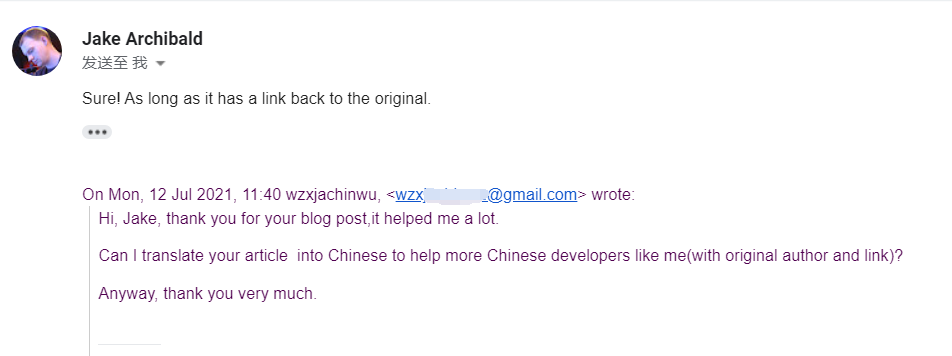 Jake Archibald
发送至 我
Sure! As long as it has a link back to the original.
On Mon, 12 Jul 2021, 11:40 wzxjachinwu, <wzx @gmail.com> wrote:
Hi, Jake, thank you for your blog post,it helped me a lot.
Can I translate your article  into Chinese to help more Chinese developers like me(with original author and link)?
Anyway, thank you very much.